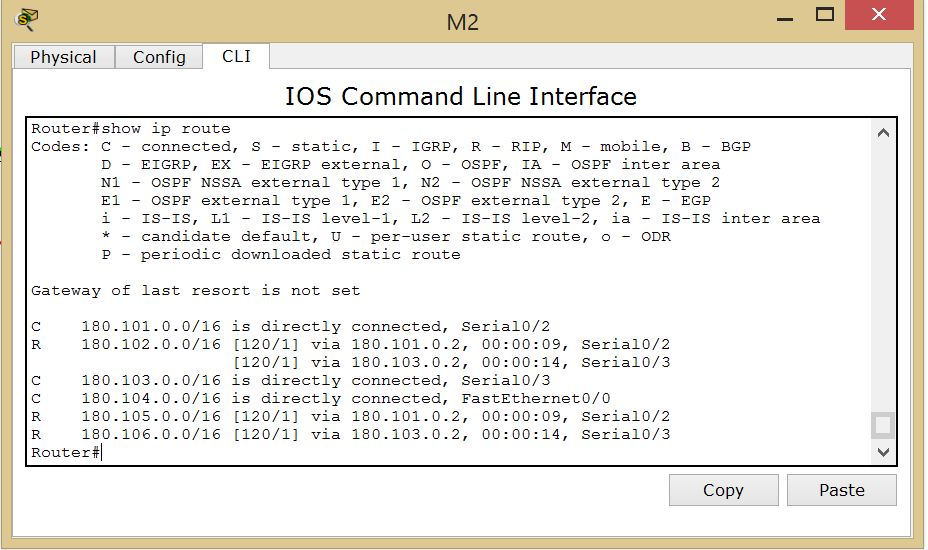 M2
Physical Config CLI
IOS Command Line Interface
Router#show ip route
Codes: C - connected, S - static, I - IGRP, R - RIP, M - mobile, B - BGP
D - EIGRP, EX - EIGRP external, O - OSPF, IA - OSPF inter area
N1 - OSPF NSSA external type 1, N2 - OSPF NSSA external type 2
E1 - OSPF external type 1, E2 - OSPF external type 2, E - EGP
i - IS-IS, L1 - IS-IS level-1, L2 - IS-IS level-2, ia - IS-IS inter area
* - candidate default, U - per-user static route, o - ODR
P - periodic downloaded static route
Gateway of last resort is not set
C 180.101.0.0/16 is directly connected, Serial0/2
R 180.102.0.0/16 [120/1] via 180.101.0.2, 00:00:09, Serial0/2
[120/1] via 180.103.0.2, 00:00:14, Serial0/3
C 180.103.0.0/16 is directly connected, Serial0/3
C 180.104.0.0/16 is directly connected, FastEthernet0/0
R 180.105.0.0/16 [120/1] via 180.101.0.2, 00:00:09, Serial0/2
R 180.106.0.0/16 [120/1] via 180.103.0.2, 00:00:14, Serial0/3
Router#
Copy Paste